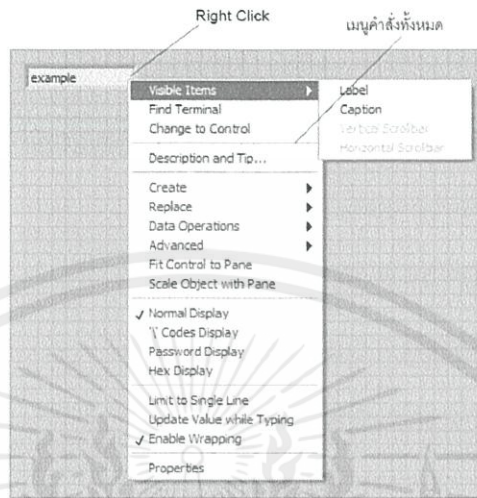 Right Click
เมนูคำสั่งทั้งหมด
example
Visible Items
Find Terminal
Change to Control
Description and Tip...
Create
Replace
Data Operations
Advanced
Fit Control to Pane
Scale Object with Pane
Normal Display
'\' Codes Display
Password Display
Hex Display
Limit to Single Line
Update Value while Typing
Enable Wrapping
Properties
Label
Caption
Vertical Scrollbar
Horizontal Scrollbar